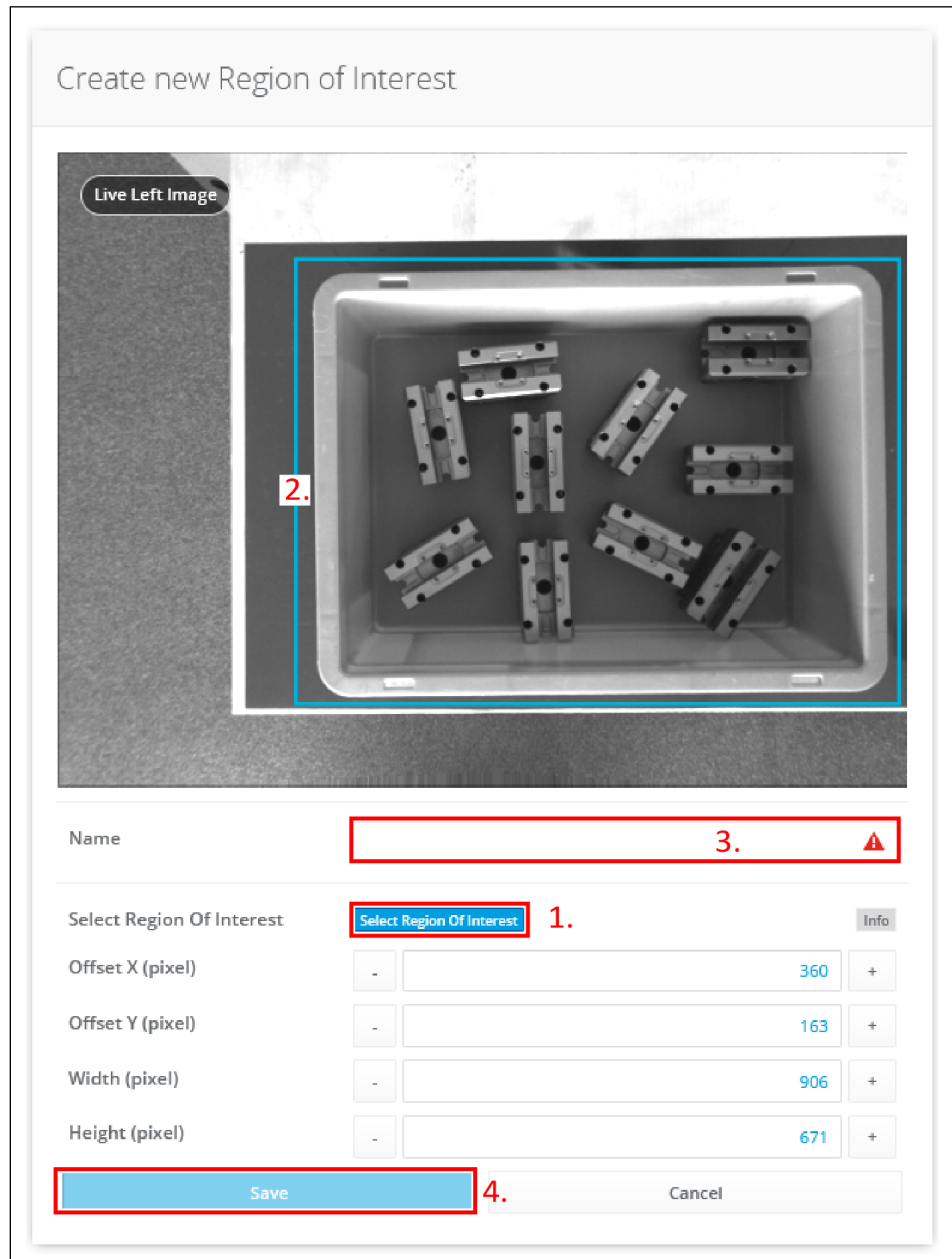 Create new Region of Interest
Live Left Image
2.
Name 3.
Select Region Of Interest Select Region Of Interest 1. Info
Offset X (pixel) - 360 +
Offset Y (pixel) - 163 +
Width (pixel) - 906 +
Height (pixel) - 671 +
Save 4. Cancel